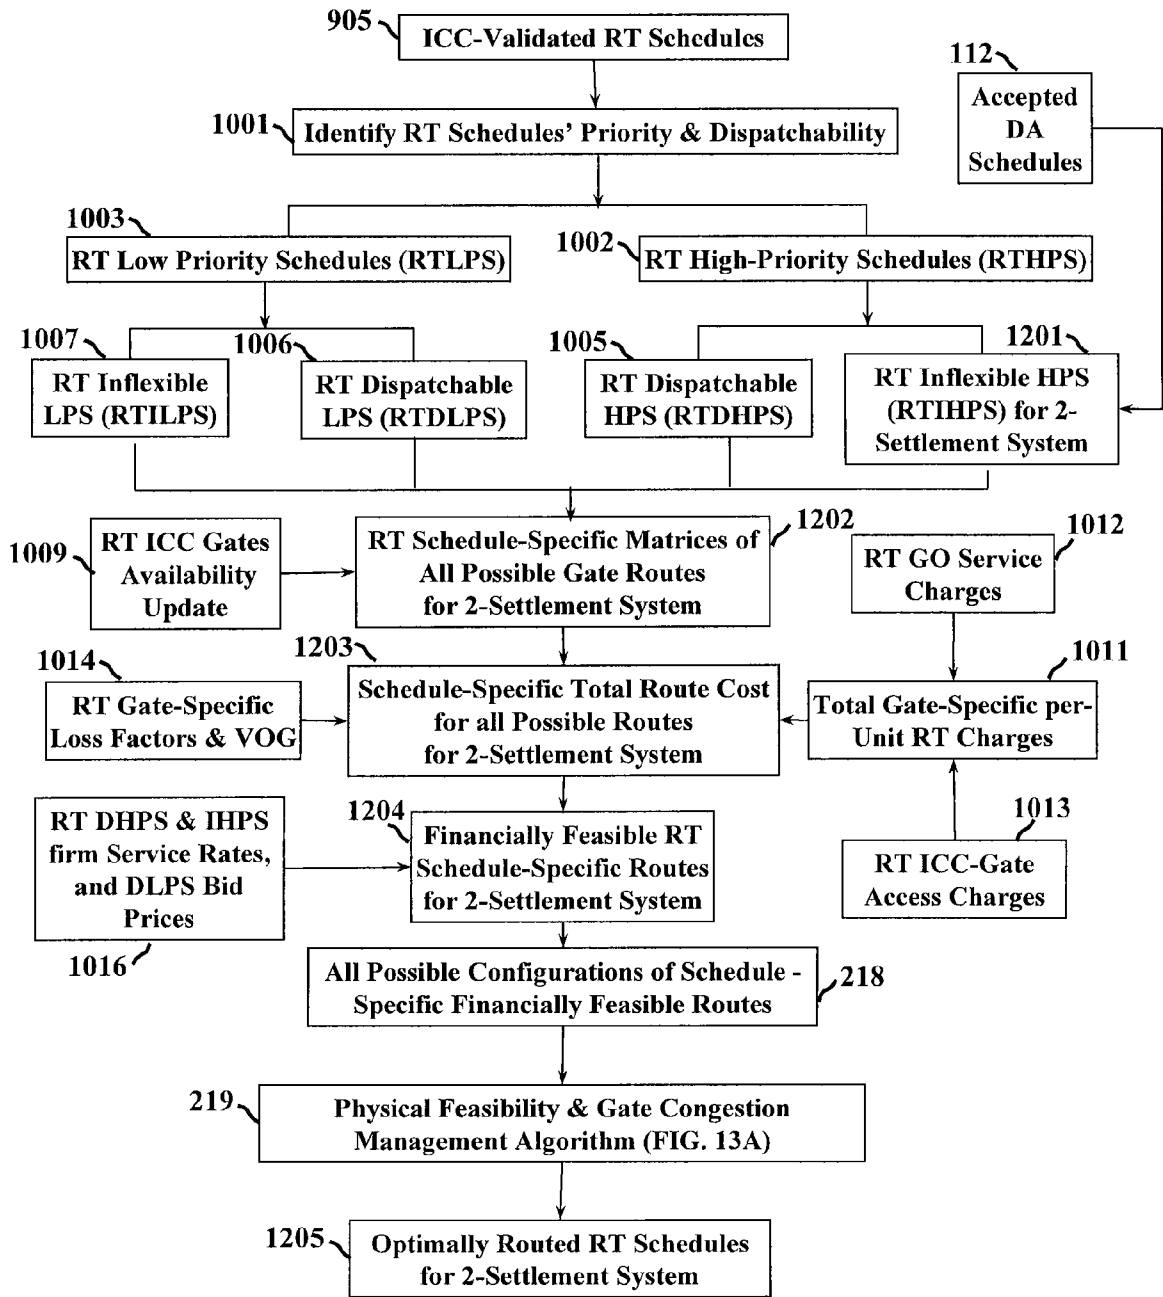 905
ICC-Validated RT Schedules
112
Accepted
DA
Schedules
1001
Identify RT Schedules' Priority & Dispatchability
1003
RT Low Priority Schedules (RTLPS)
1002
RT High-Priority Schedules (RTHPS)
1007
RT Inflexible
LPS (RTILPS)
1006
RT Dispatchable
LPS (RTDLPS)
1005
RT Dispatchable
HPS (RTDHPS)
1201
RT Inflexible HPS
(RTIHPS) for 2-
Settlement System
1009
RT ICC Gates
Availability
Update
1202
RT Schedule-Specific Matrices of
All Possible Gate Routes
for 2-Settlement System
1012
RT GO Service
Charges
1014
RT Gate-Specific
Loss Factors & VOG
1203
Schedule-Specific Total Route Cost
for all Possible Routes
for 2-Settlement System
1011
Total Gate-Specific per-
Unit RT Charges
RT DHPS & IHPS
firm Service Rates,
and DLPS Bid
Prices
1016
1204
Financially Feasible RT
Schedule-Specific Routes
for 2-Settlement System
1013
RT ICC-Gate
Access Charges
All Possible Configurations of Schedule -
Specific Financially Feasible Routes
218
219
Physical Feasibility & Gate Congestion
Management Algorithm (FIG. 13A)
1205
Optimally Routed RT Schedules
for 2-Settlement System